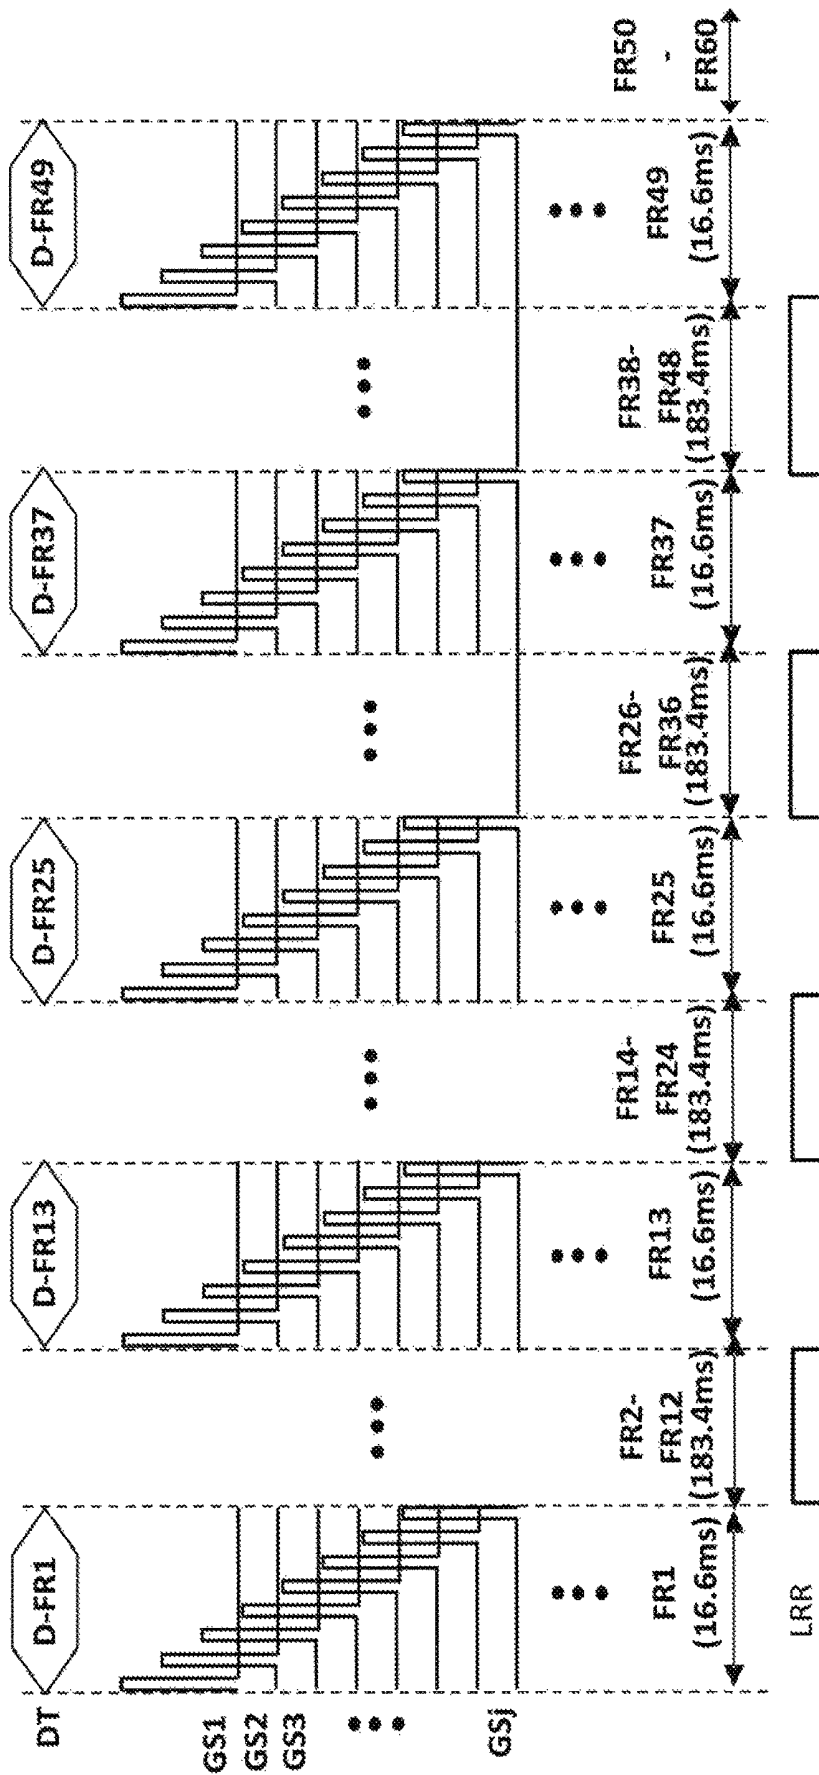 DT
D-FR1
D-FR13
D-FR25
D-FR37
D-FR49
GS1
GS2
GS3
GSj
FR1
(16.6ms)
FR2-
FR12
(183.4ms)
FR13
(16.6ms)
FR14-
FR24
(183.4ms)
FR25
(16.6ms)
FR26-
FR36
(183.4ms)
FR37
(16.6ms)
FR38-
FR48
(183.4ms)
FR49
(16.6ms)
FR50
-
FR60
LRR